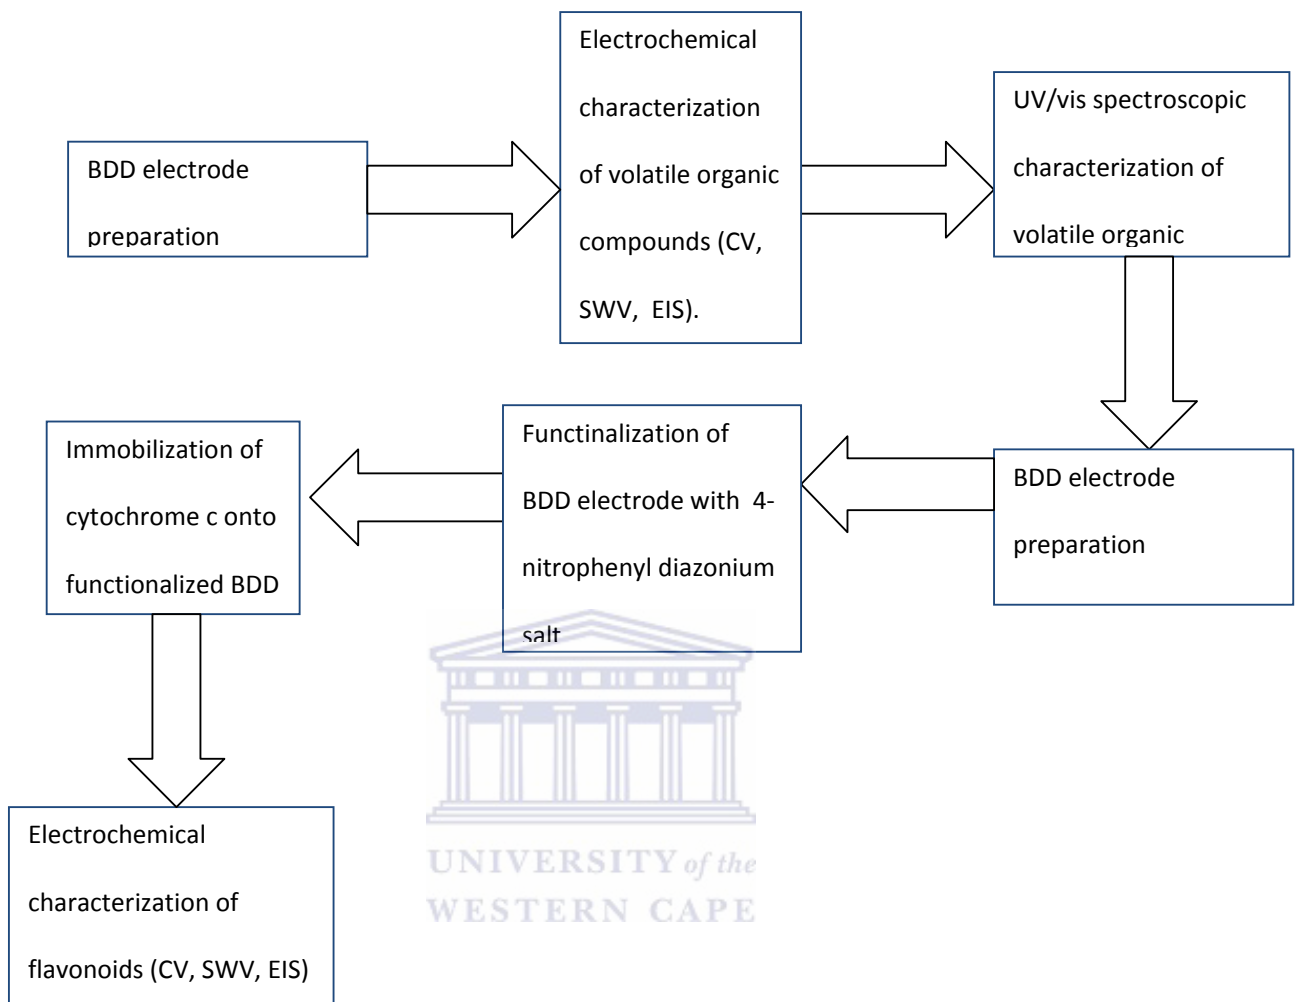 BDD electrode
preparation
Electrochemical
characterization
of volatile organic
compounds (CV,
SWV, EIS).
UV/vis spectroscopic
characterization of
volatile organic
BDD electrode
preparation
Functinalization of
BDD electrode with 4-
nitrophenyl diazonium
salt
Immobilization of
cytochrome c onto
functionalized BDD
Electrochemical
characterization of
flavonoids (CV, SWV, EIS)
UNIVERSITY of the
WESTERN CAPE